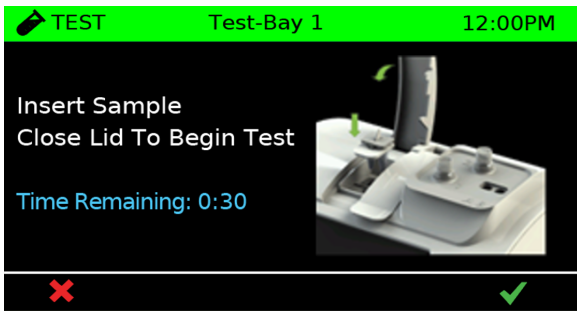 TEST Test-Bay 1 12:00PM
Insert Sample
Close Lid To Begin Test
Time Remaining: 0:30